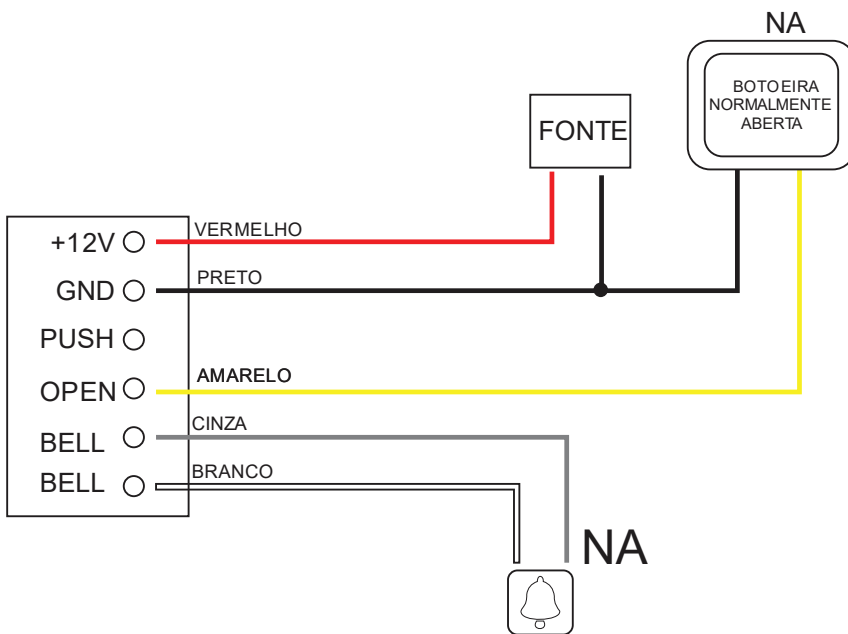 NA
BOTOEIRA
NORMALMENTE
ABERTA
FONTE
+12V
VERMELHO
GND
PRETO
PUSH
OPEN
AMARELO
BELL
CINZA
BELL
BRANCO
NA